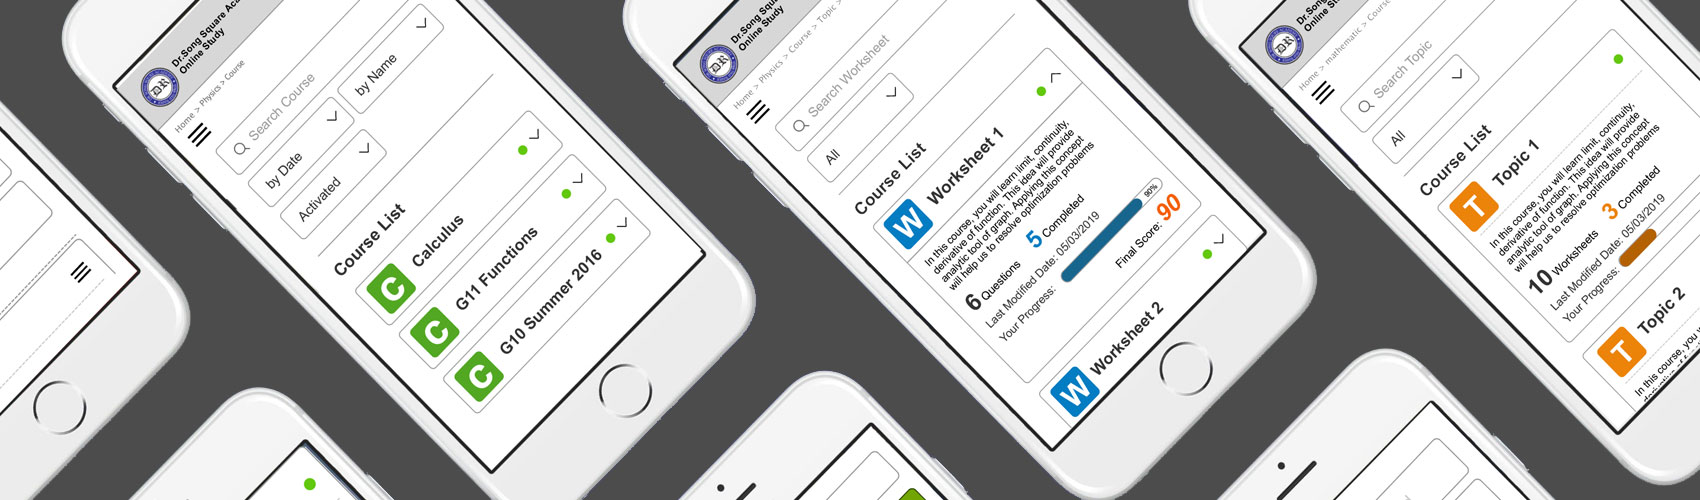 Dr.Song Square Aca
Online Study
Home > Physics > Course
Search Course
by Date
by Name
Activated
Course List
C
Calculus
C
G11 Functions
C
G10 Summer 2016
Dr.Song Squ
Online Study
Home > Physics > Course > Topic >
Search Worksheet
All
Course List
W
Worksheet 1
In this course, you will learn limit, continuity,
derivative of function. This idea will provide
analytic tool of graph. Applying this concept
will help us to resolve optimization problems
6 Questions
5 Completed
Last Modified Date: 05/03/2019
Your Progress:
90%
Final Score: 90
W
Worksheet 2
Dr.Song
Online Study
Home > mathematic > Course
Search Topic
All
Course List
T
Topic 1
In this course, you will learn limit, continuity,
derivative of function. This idea will provide
analytic tool of graph. Applying this concept
will help us to resolve optimization problems
10 Worksheets
3 Completed
Last Modified Date: 05/03/2019
Your Progress:
T
Topic 2
In this course, you